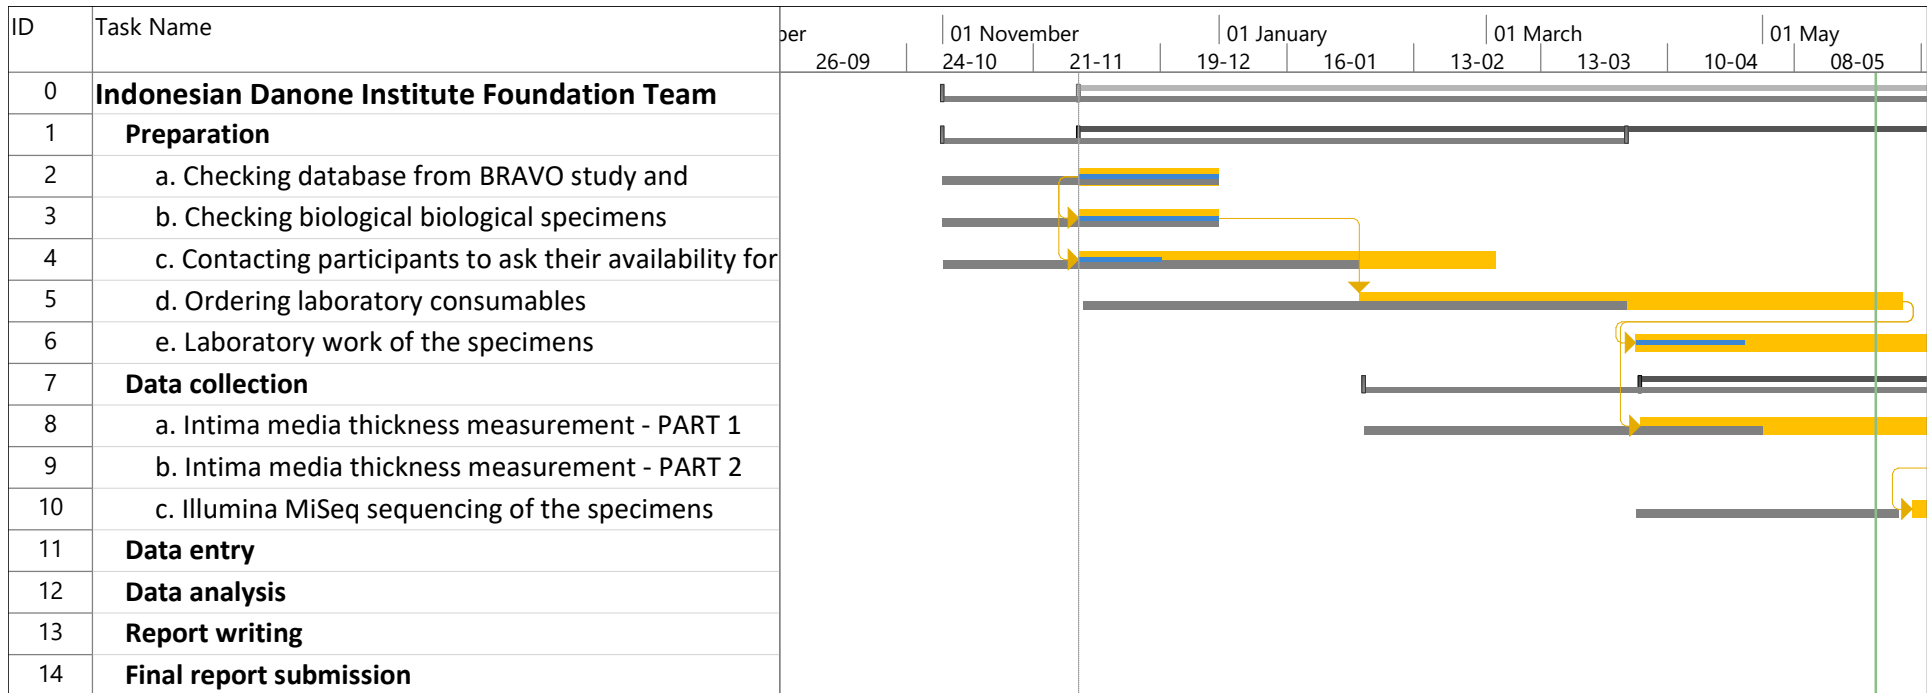 ID Task Name
01 November 01 January 01 March 01 May
26-09 24-10 21-11 19-12 16-01 13-02 13-03 10-04 08-05
0 Indonesian Danone Institute Foundation Team
1 Preparation
2 a. Checking database from BRAVO study and
3 b. Checking biological biological specimens
4 c. Contacting participants to ask their availability for
5 d. Ordering laboratory consumables
6 e. Laboratory work of the specimens
7 Data collection
8 a. Intima media thickness measurement - PART 1
9 b. Intima media thickness measurement - PART 2
10 c. Illumina MiSeq sequencing of the specimens
11 Data entry
12 Data analysis
13 Report writing
14 Final report submission